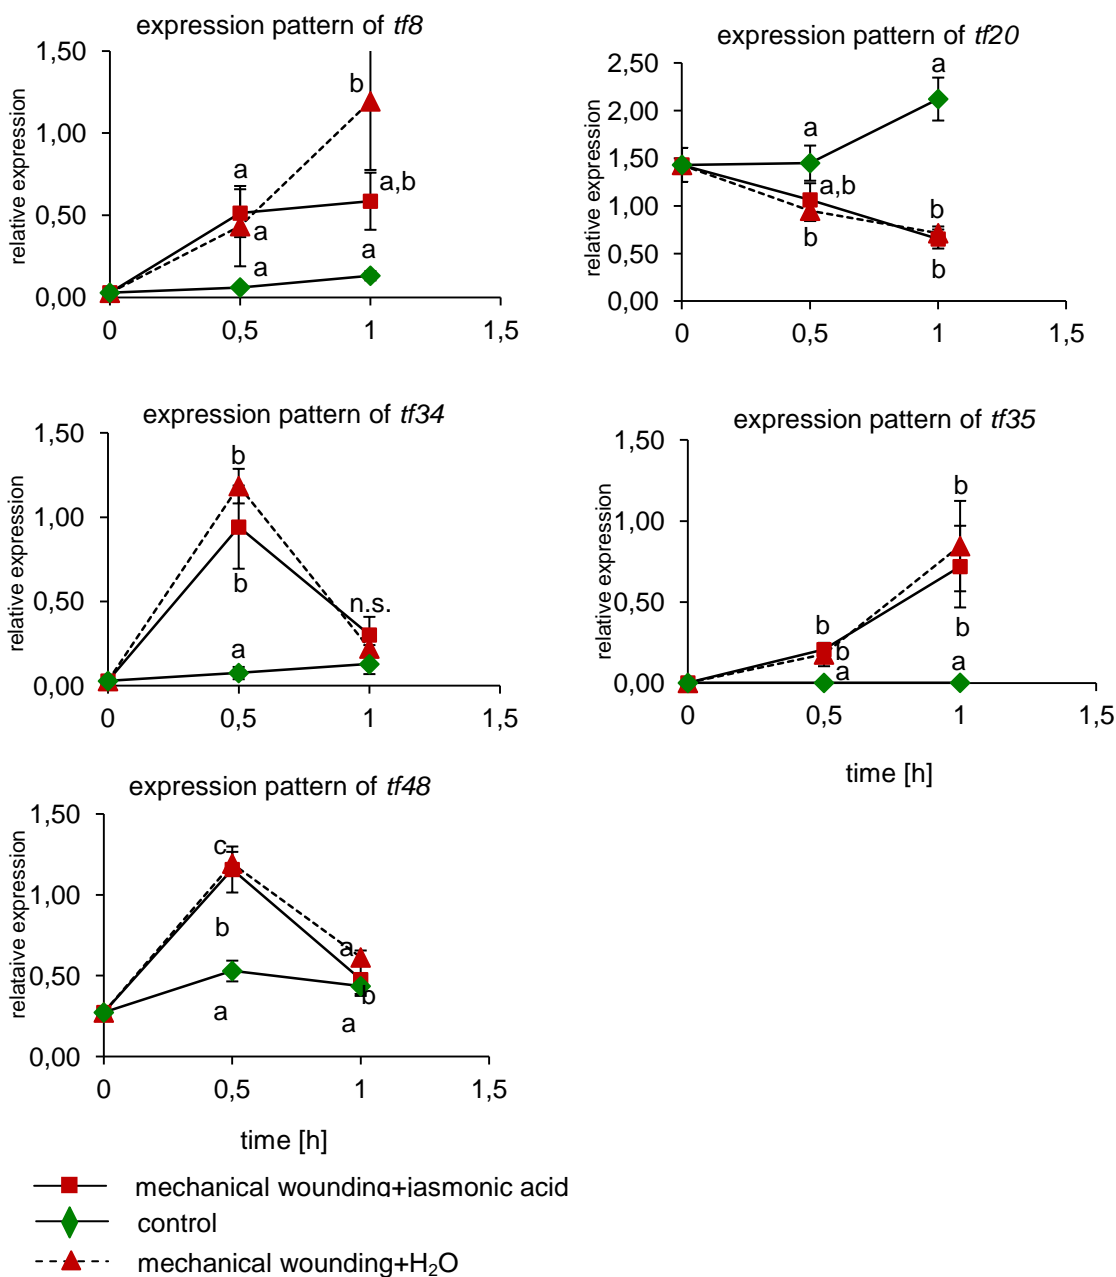 expression pattern of tf8
relative expression
1,50
1,00
0,50
0,00
0
0,5
1
1,5
a
a
a
b
a,b
a
expression pattern of tf20
relative expression
2,50
2,00
1,50
1,00
0,50
0,00
0
0,5
1
1,5
a
a,b
b
a
b
b
expression pattern of tf34
relative expression
1,50
1,00
0,50
0,00
0
0,5
1
1,5
b
b
a
n.s.
expression pattern of tf35
relative expression
1,50
1,00
0,50
0,00
0
0,5
1
1,5
b
b
a
b
b
a
time [h]
expression pattern of tf48
relataive expression
1,50
1,00
0,50
0,00
0
0,5
1
1,5
c
b
a
a
b
a
time [h]
mechanical wounding+jasmonic acid
control
mechanical wounding+H₂O